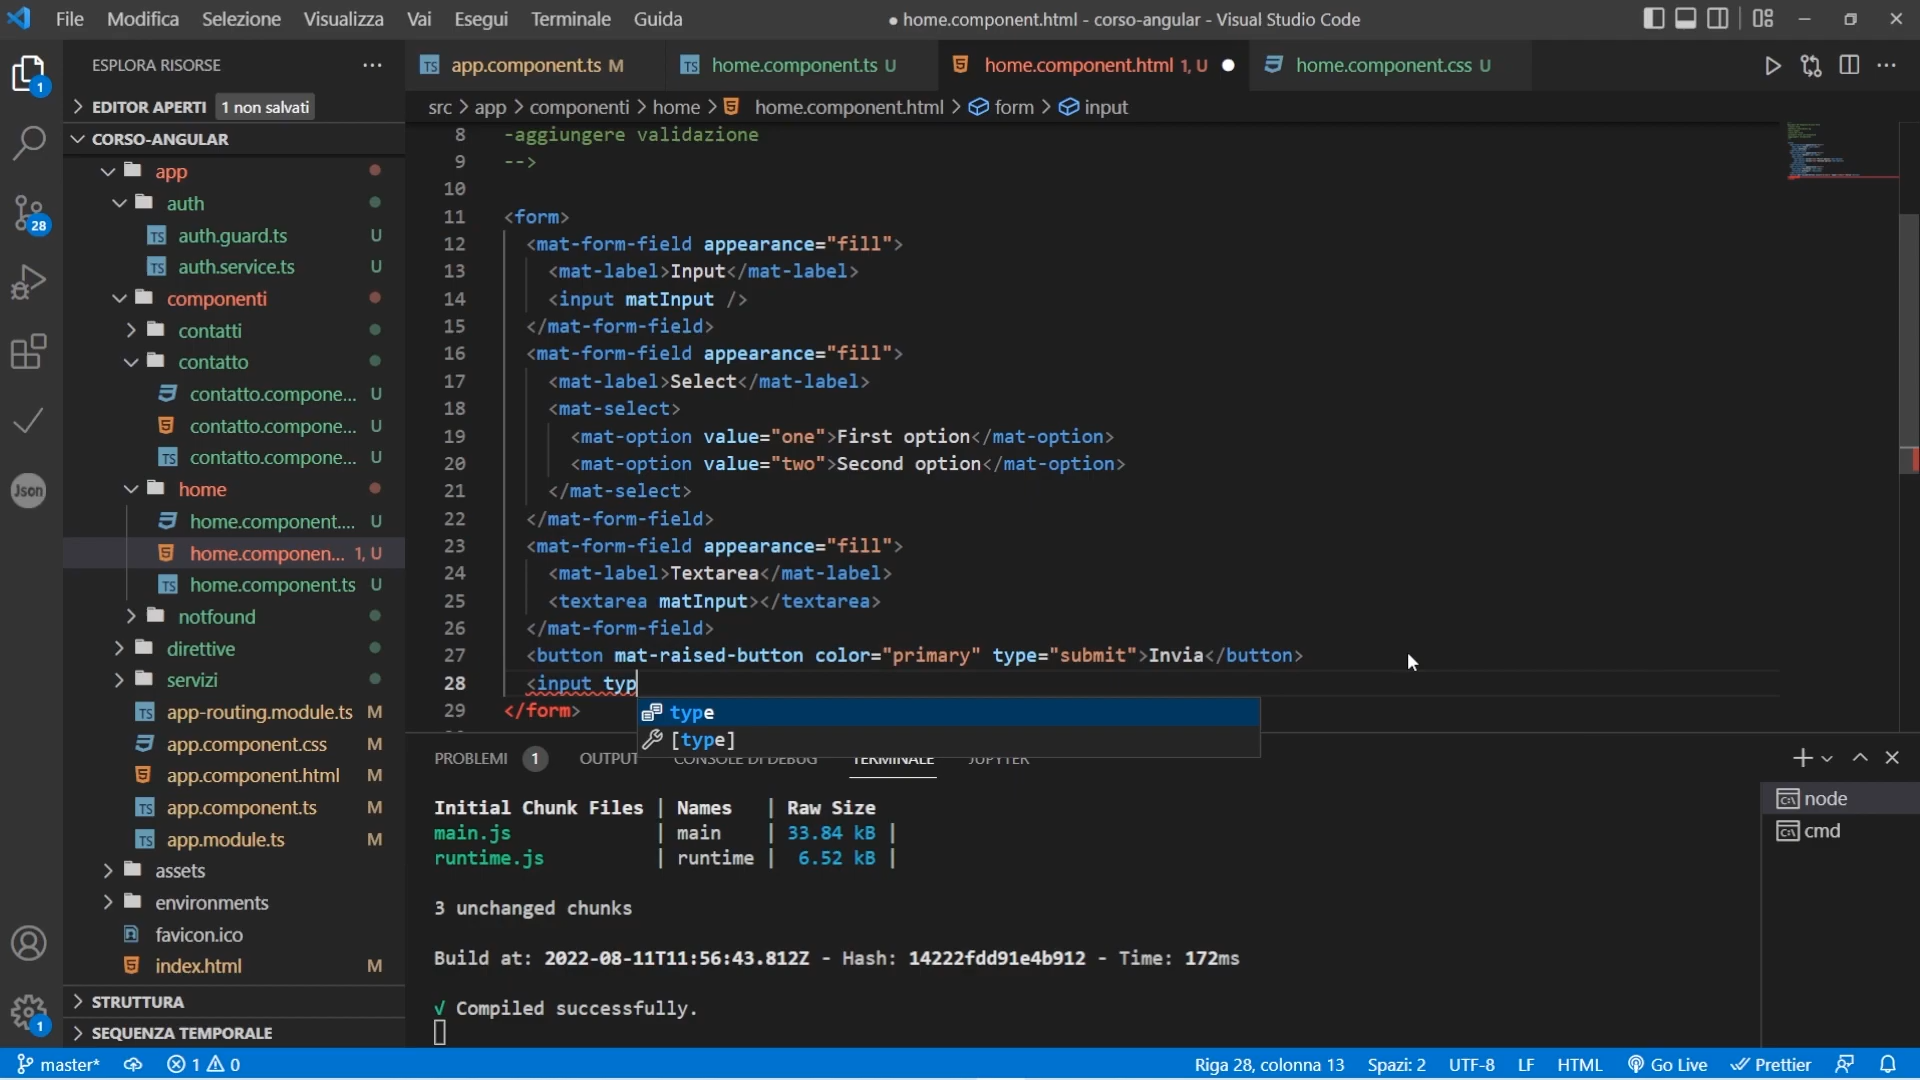 File Modifica Selezione Visualizza Vai Esegui Terminale Guida ● home.component.html - corso-angular - Visual Studio Code
ESPLORA RISORSE ...
app.component.ts M home.component.ts U home.component.html 1, U home.component.css U
EDITOR APERTI 1 non salvati
src > app > componenti > home > home.component.html > form > input
CORSO-ANGULAR
app
auth
auth.guard.ts U
auth.service.ts U
componenti
contatti
contatto
contatto.compone... U
contatto.compone... U
contatto.compone... U
home
home.component.... U
home.componen... 1, U
home.component.ts U
notfound
direttive
servizi
app-routing.module.ts M
app.component.css M
app.component.html M
app.component.ts M
app.module.ts M
assets
environments
favicon.ico
index.html M
STRUTTURA
SEQUENZA TEMPORALE
1
28
Json
1
8 -aggiungere validazione
9 -->
10
11 <form>
12 <mat-form-field appearance="fill">
13 <mat-label>Input</mat-label>
14 <input matInput />
15 </mat-form-field>
16 <mat-form-field appearance="fill">
17 <mat-label>Select</mat-label>
18 <mat-select>
19 <mat-option value="one">First option</mat-option>
20 <mat-option value="two">Second option</mat-option>
21 </mat-select>
22 </mat-form-field>
23 <mat-form-field appearance="fill">
24 <mat-label>Textarea</mat-label>
25 <textarea matInput></textarea>
26 </mat-form-field>
27 <button mat-raised-button color="primary" type="submit">Invia</button>
28 <input typ
29 </form>
type
[type]
PROBLEMI 1 OUTPUT CONSOLE DI DEBUG TERMINALE JUPYTER
Initial Chunk Files | Names | Raw Size
main.js | main | 33.84 kB |
runtime.js | runtime | 6.52 kB |
3 unchanged chunks
Build at: 2022-08-11T11:56:43.812Z - Hash: 14222fdd91e4b912 - Time: 172ms
√ Compiled successfully.
node
cmd
master* 1 0 Riga 28, colonna 13 Spazi: 2 UTF-8 LF HTML Go Live Prettier